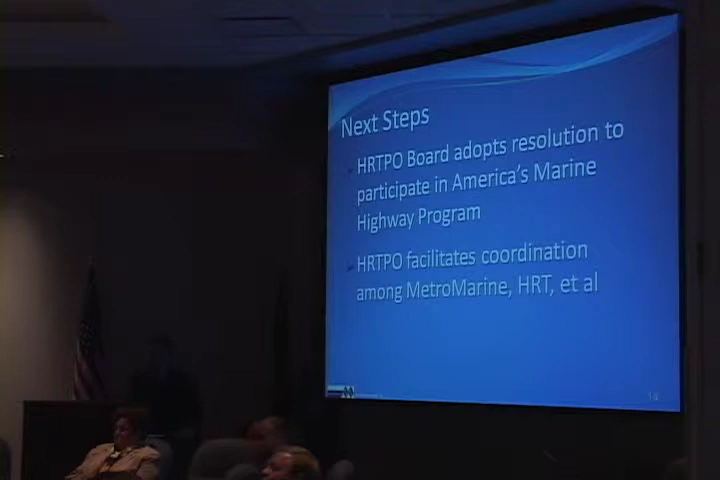 Next Steps
HRTPO Board adopts resolution to
participate in America's Marine
Highway Program
HRTPO facilitates coordination
among MetroMarine, HRT, et al